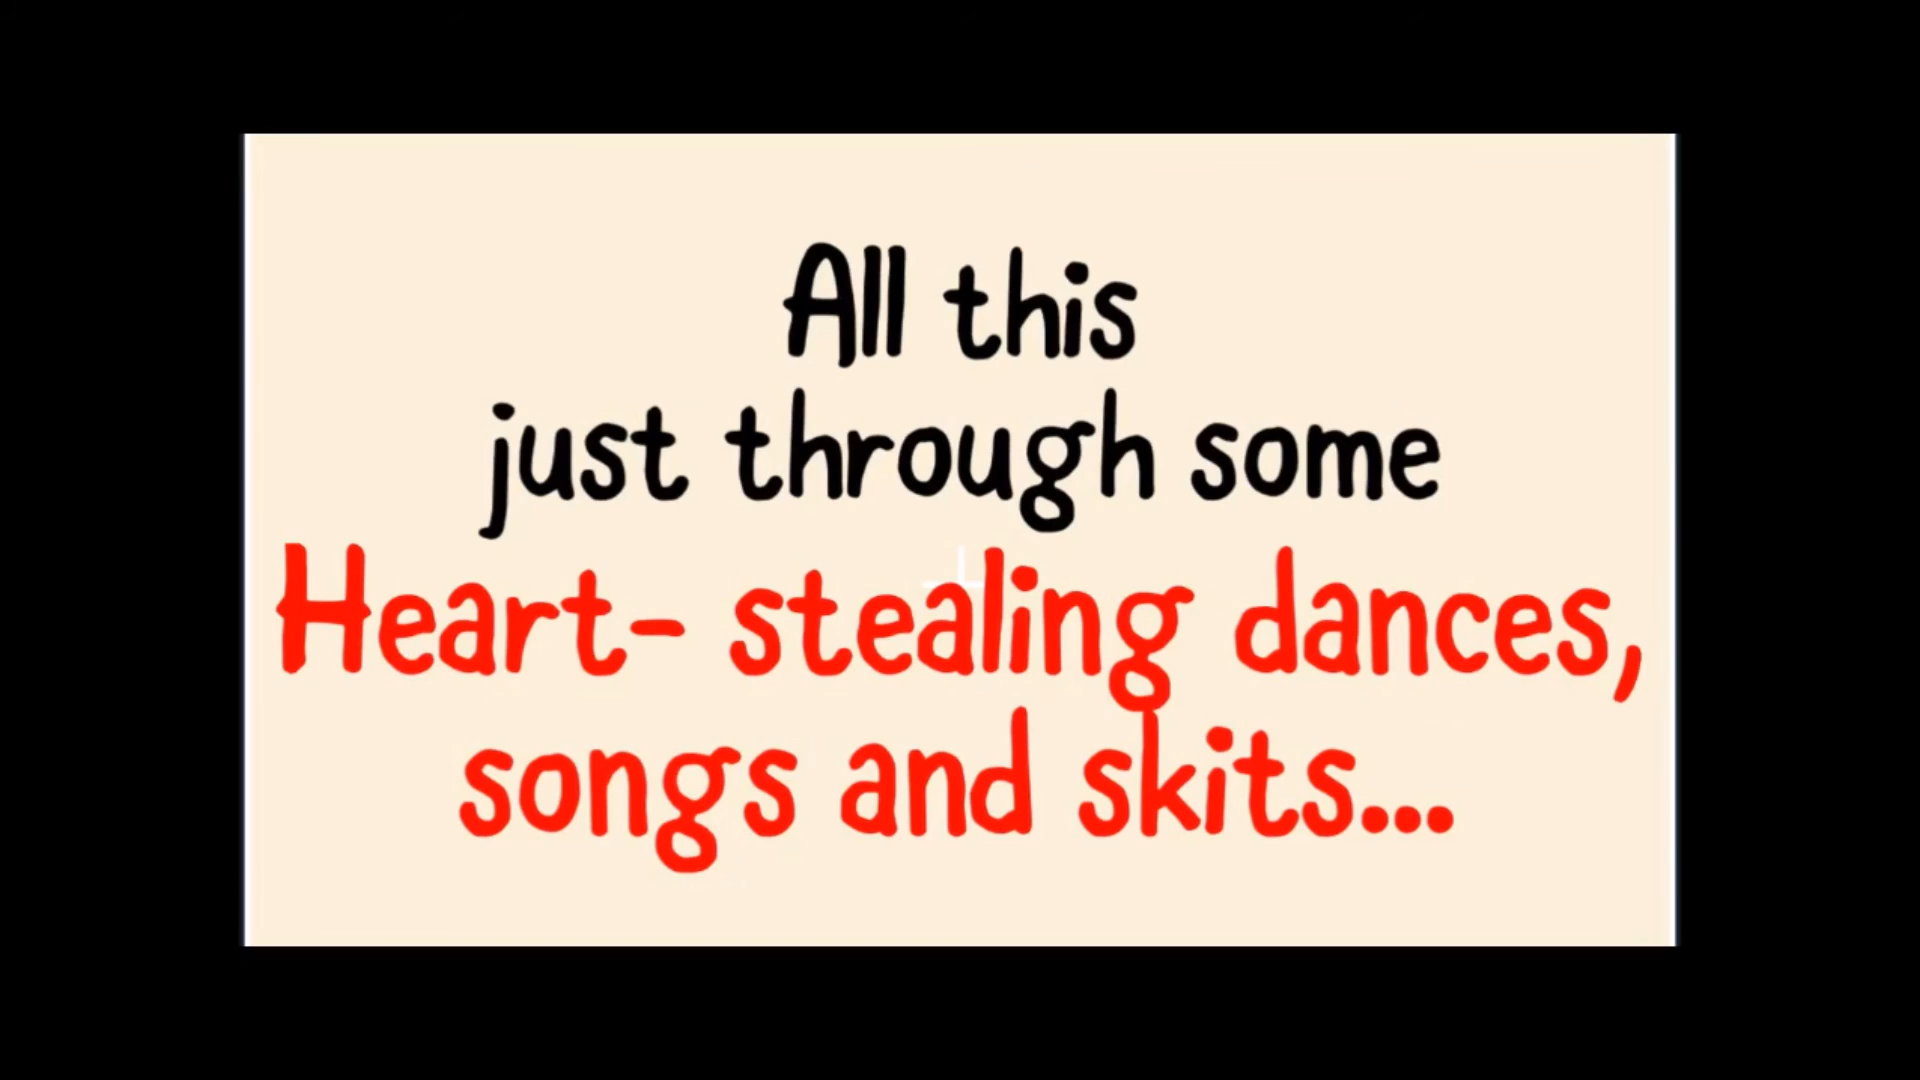 All this
just through some
Heart- stealing dances,
songs and skits...